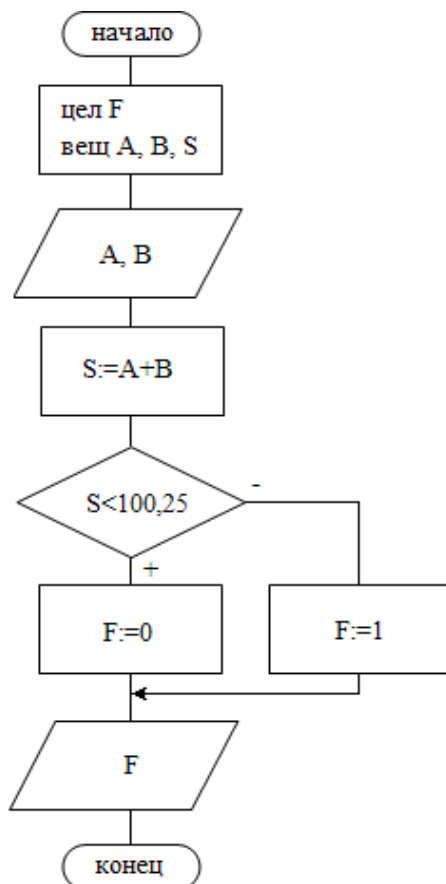 начало
цел F
вещ A, B, S
A, B
S:=A+B
S<100,25
-
+
F:=0
F:=1
F
конец